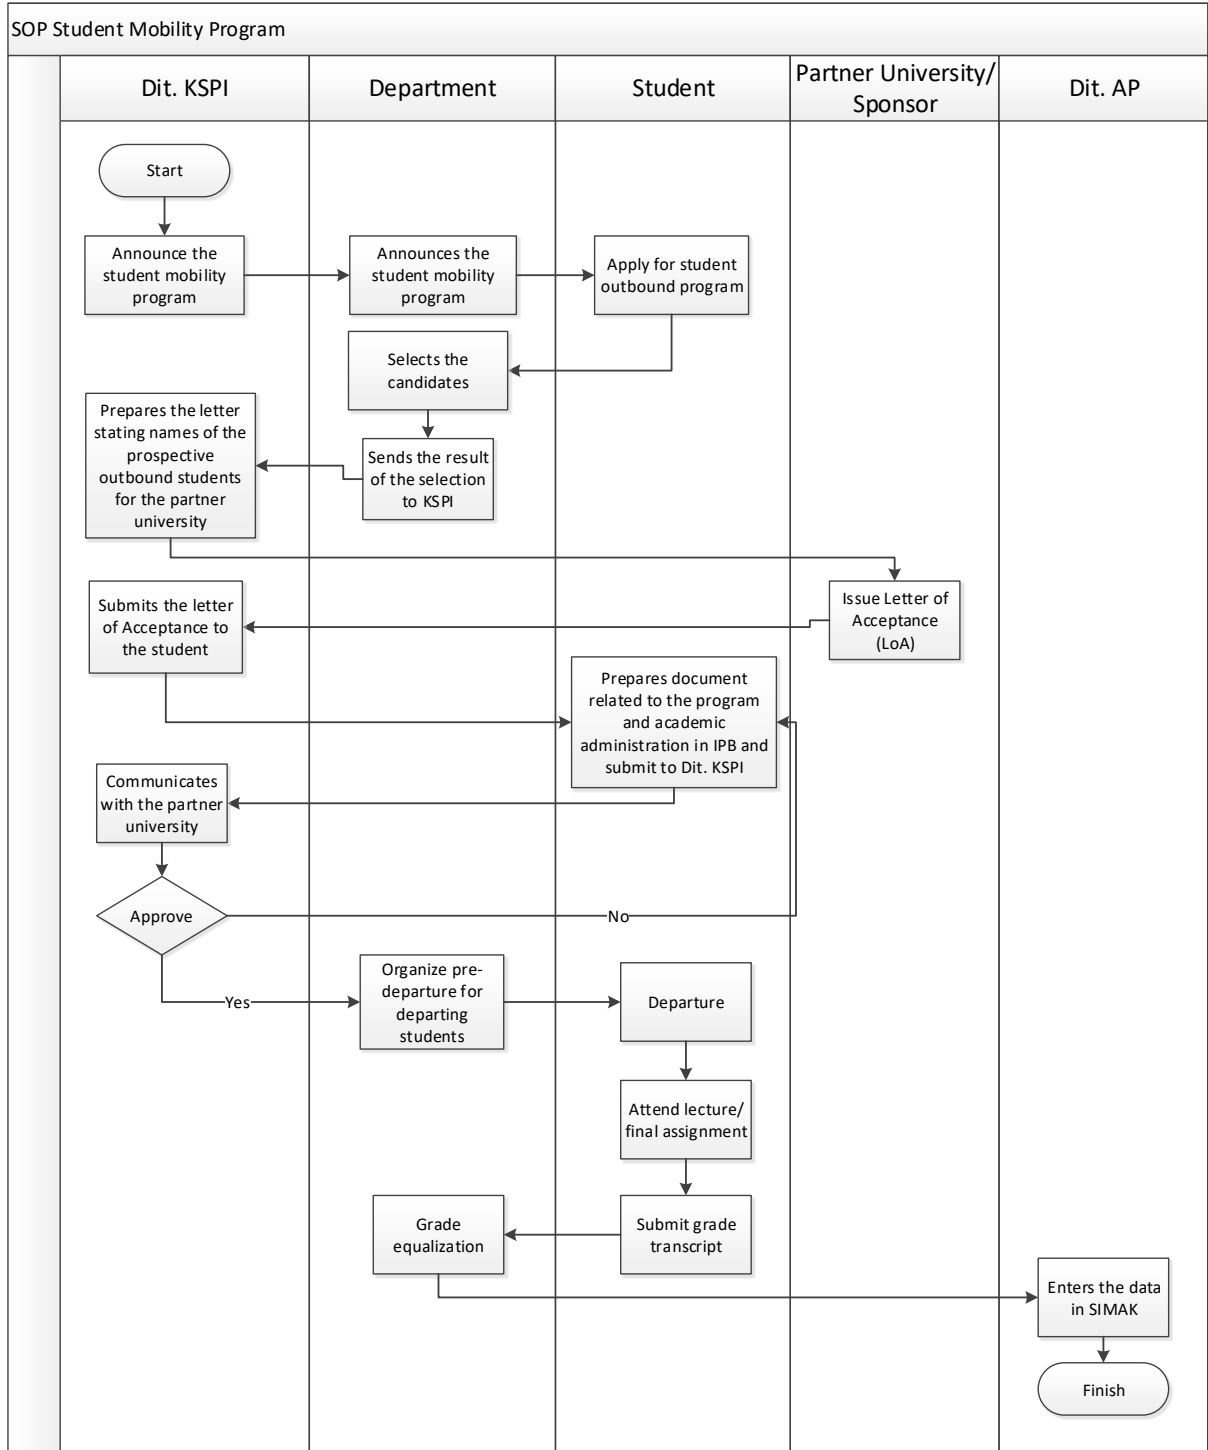 SOP Student Mobility Program
Dit. KSPI
Department
Student
Partner University/
Sponsor
Dit. AP
Start
Announce the
student mobility
program
Announces the
student mobility
program
Apply for student
outbound program
Selects the
candidates
Prepares the letter
stating names of the
prospective
outbound students
for the partner
university
Sends the result
of the selection
to KSPI
Issue Letter of
Acceptance
(LoA)
Submits the letter
of Acceptance to
the student
Prepares document
related to the program
and academic
administration in IPB and
submit to Dit. KSPI
Communicates
with the partner
university
Approve
No
Yes
Organize pre-
departure for
departing
students
Departure
Attend lecture/
final assignment
Submit grade
transcript
Grade
equalization
Enters the data
in SIMAK
Finish